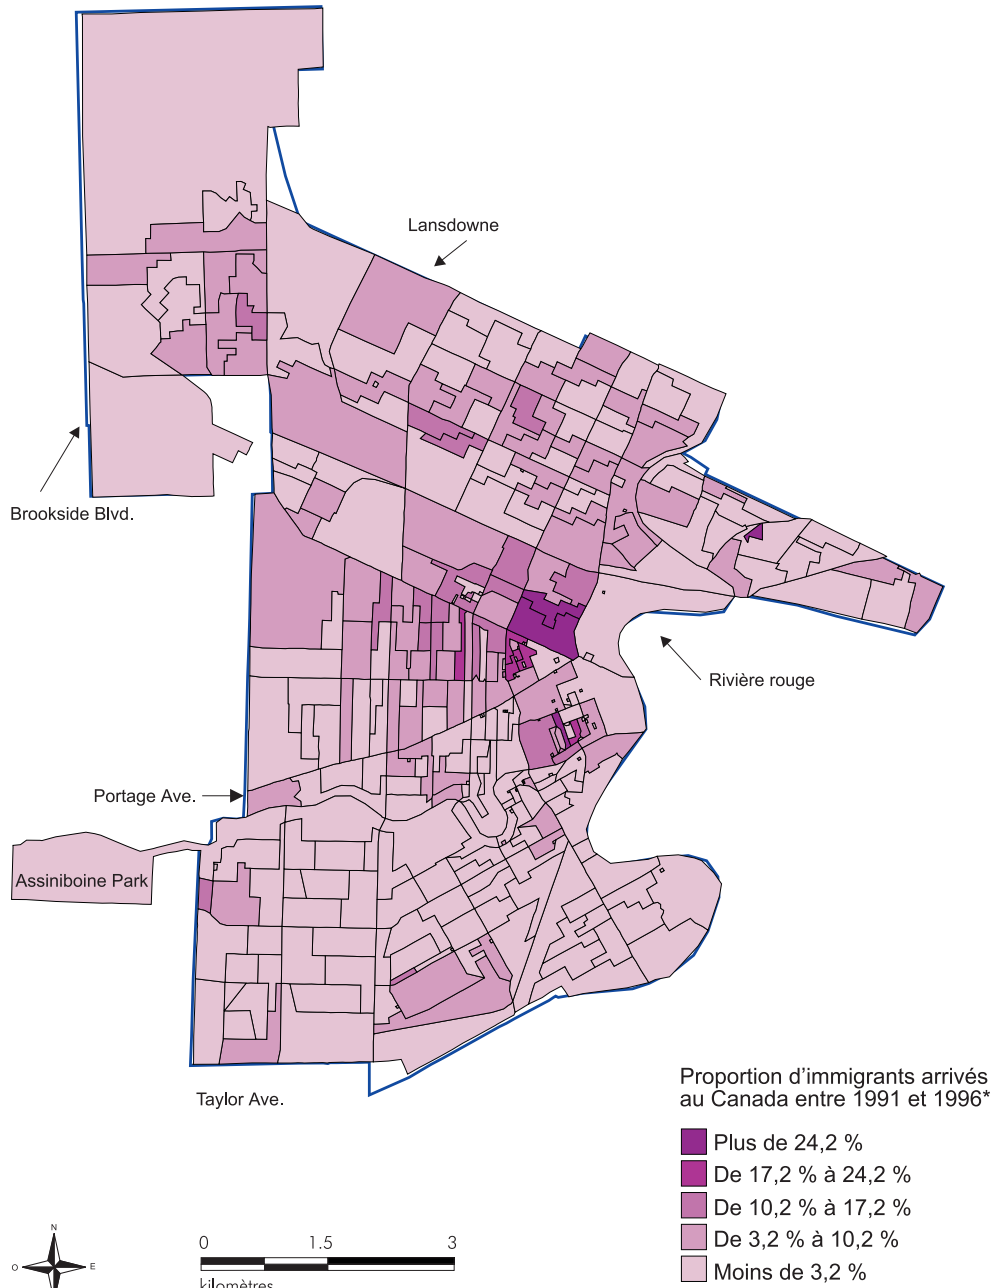 Lansdowne
Brookside Blvd.
Rivière rouge
Portage Ave.
Assiniboine Park
Taylor Ave.
Proportion d'immigrants arrivés
au Canada entre 1991 et 1996*
Plus de 24,2 %
De 17,2 % à 24,2 %
De 10,2 % à 17,2 %
De 3,2 % à 10,2 %
Moins de 3,2 %
N
O
E
0 1.5 3
kilomètres